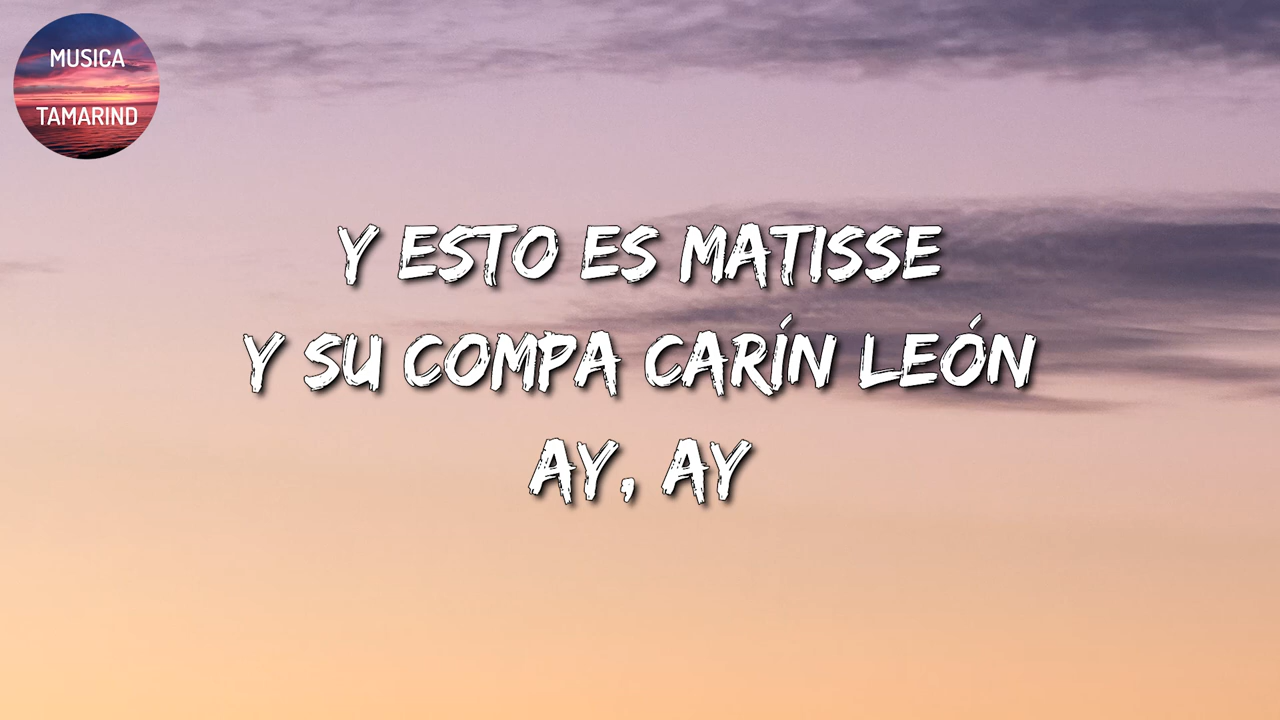 MUSICA
TAMARIND
Y ESTO ES MATISSE
Y SU COMPA CARÍN LEÓN
AY, AY